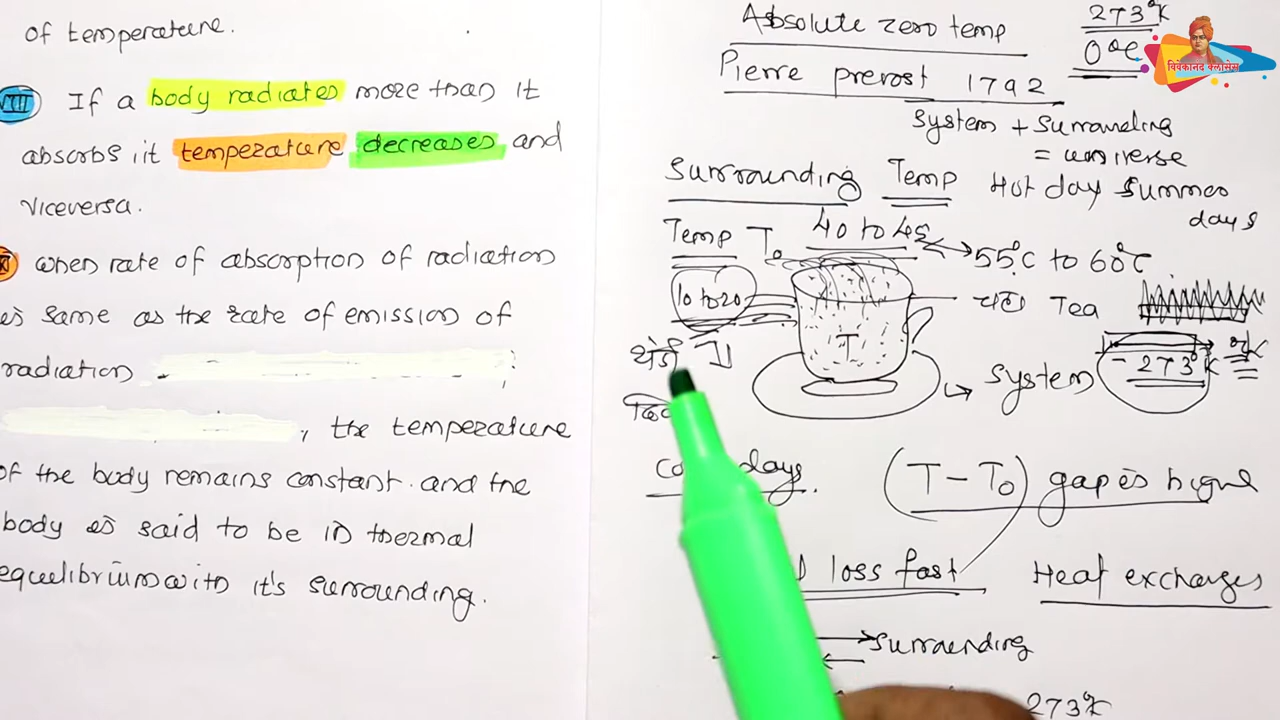 of temperature.
VIII If a body radiates more than it
absorbs it temperature decreases and
viceversa.
when rate of absorption of radiation
is same as the rate of emission of
radiation
, the temperature
of the body remains constant. and the
body is said to be in thermal
equilibrium with it's surrounding.
Absolute zero temp
273°K
0°C
विवेकानंद क्लासेस
Pierre prevost 1792
System + Surrounding
= universe
Surrounding Temp Hot day Summer
days
Temp T₀ 40 to 45
55°C to 60°C
10 to 20
चहा Tea
थंडी
T
System
- 273°K
days.
(T - T₀) gap is high
loss fast
Heat exchanges
Surrounding
273°K